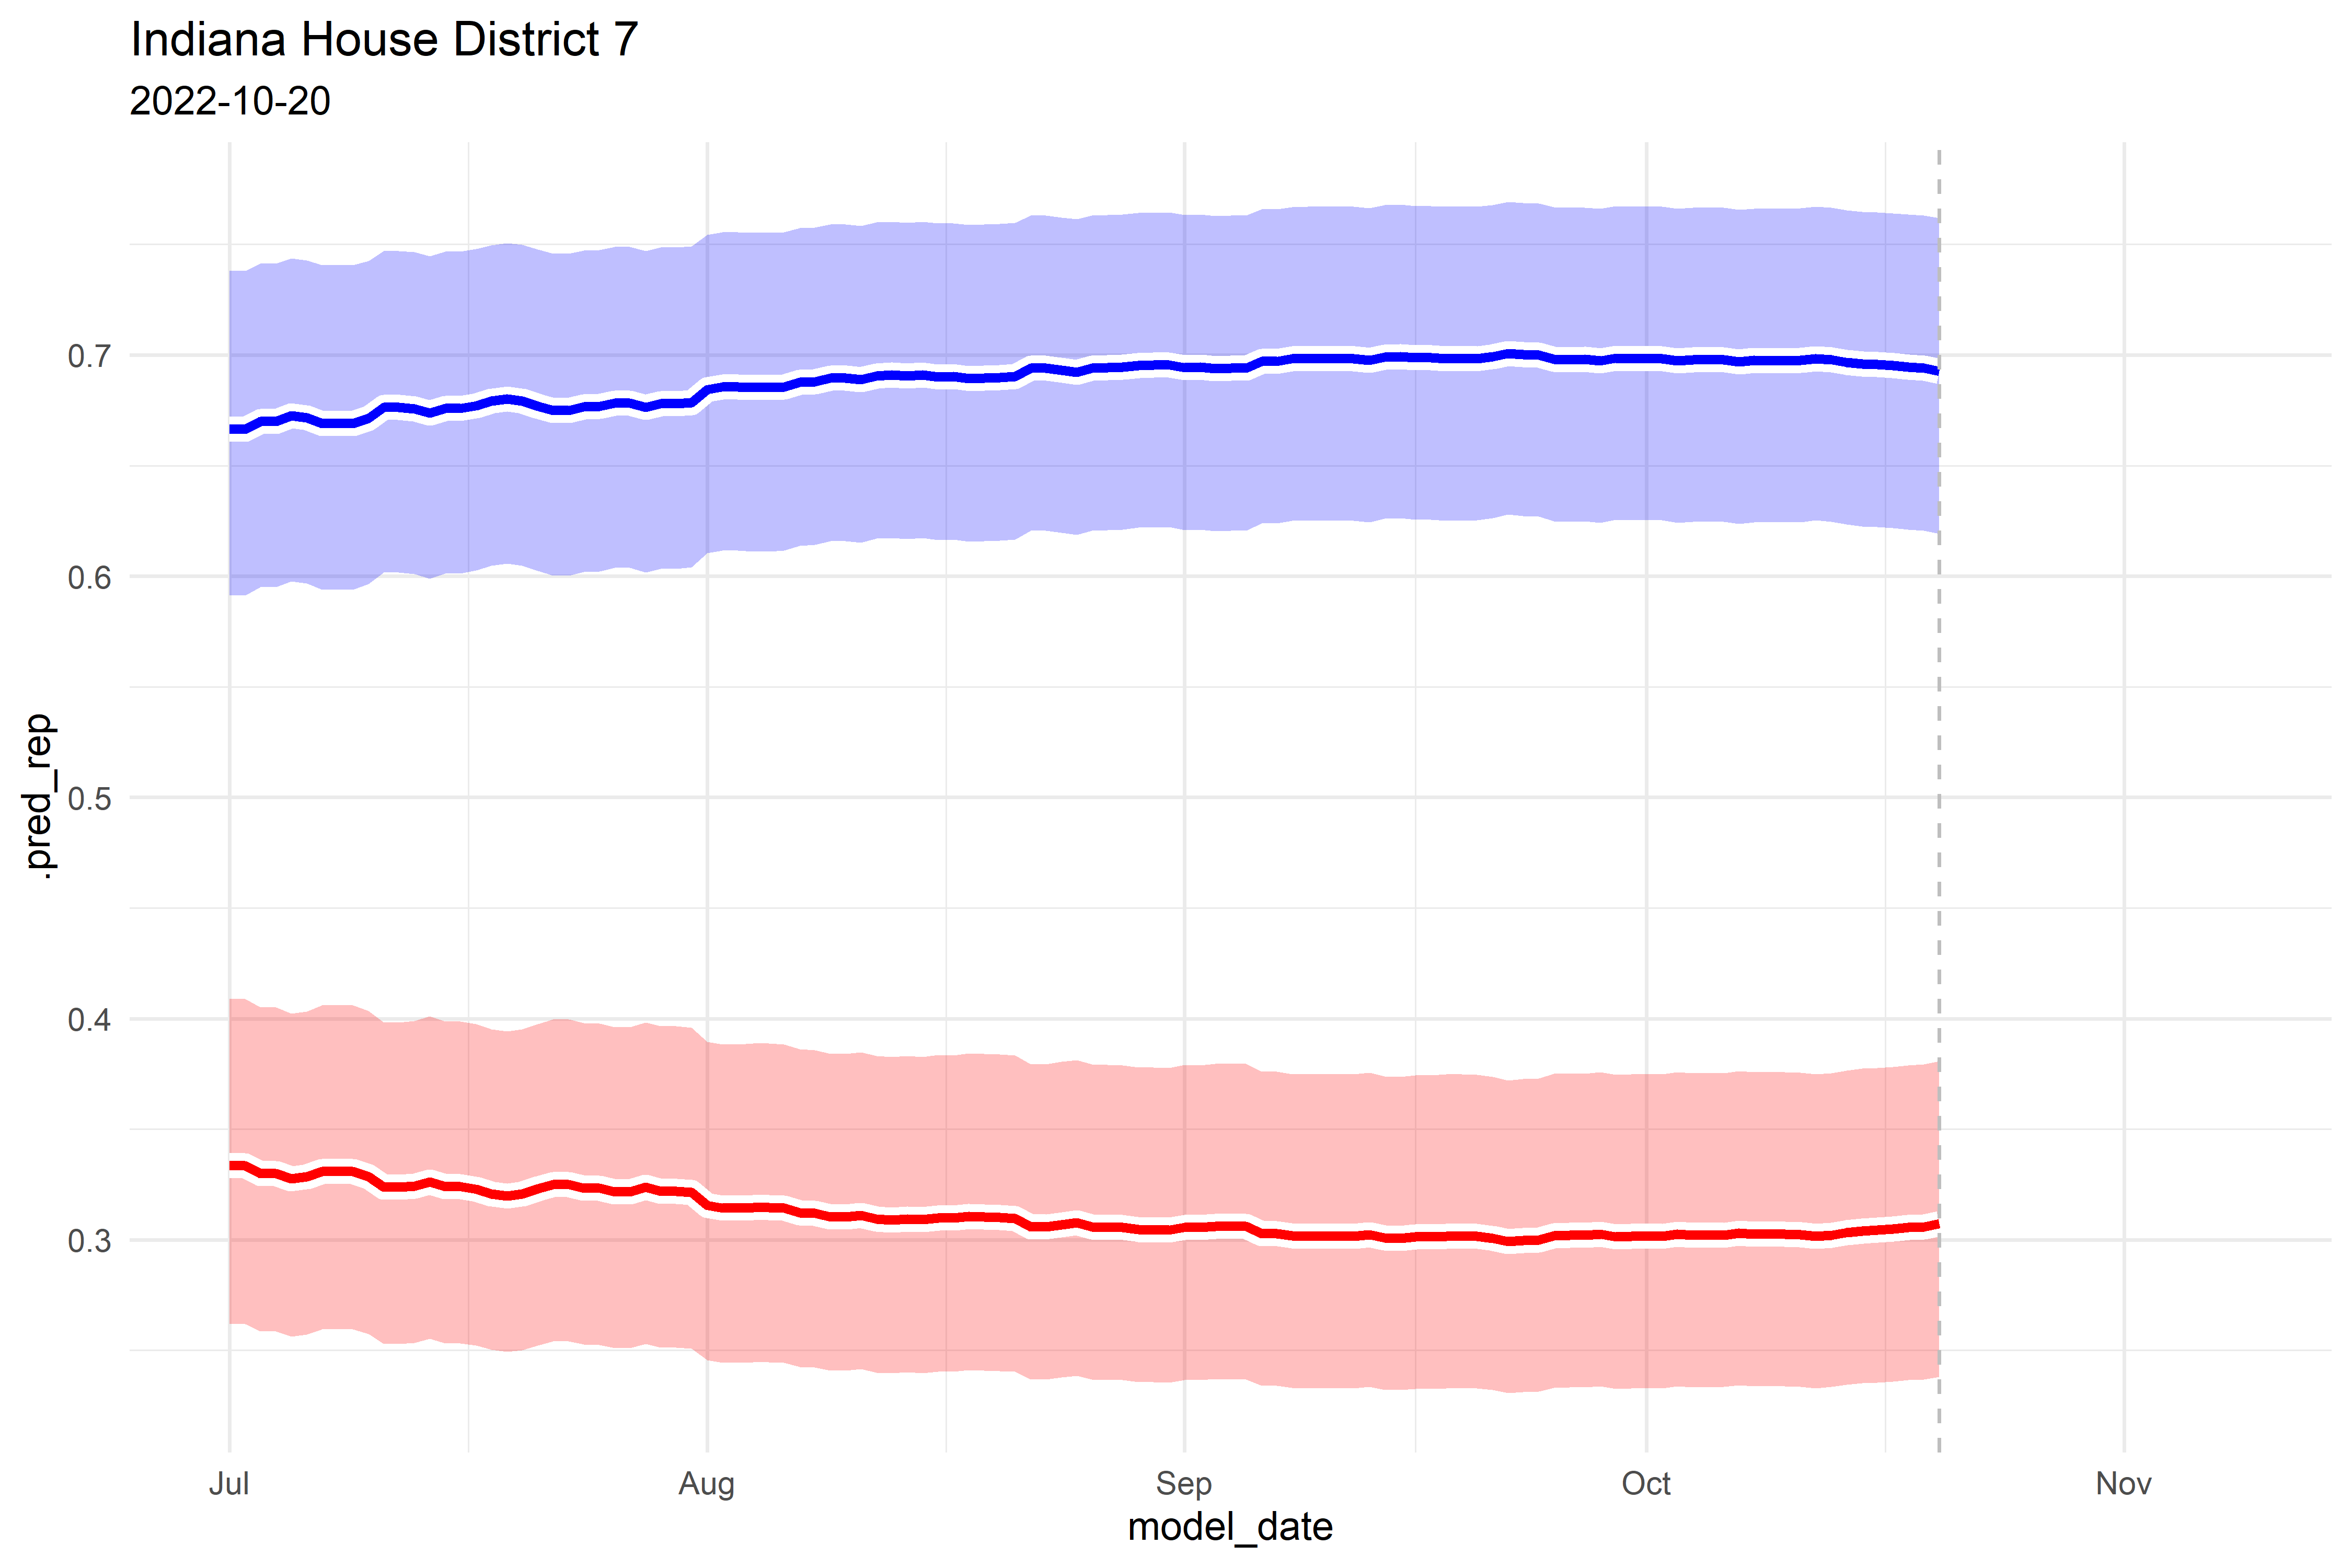 Indiana House District 7
2022-10-20
.pred_rep
0.7
0.6
0.5
0.4
0.3
Jul Aug Sep Oct Nov
model_date